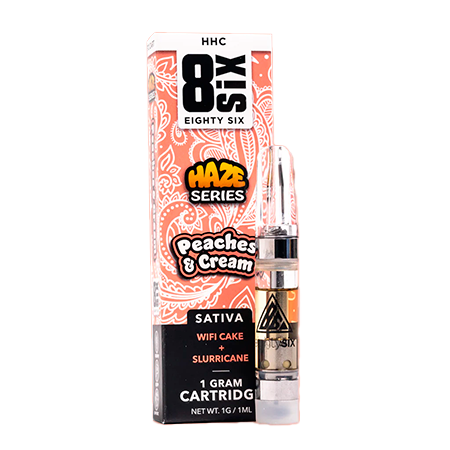 HHC
8SiX
EIGHTY SIX
HAZE
SERIES
Peaches
& Cream
SATIVA
WIFI CAKE
+
SLURRICANE
1 GRAM
CARTRIDG
NET. WT. 1G / 1ML
SIX